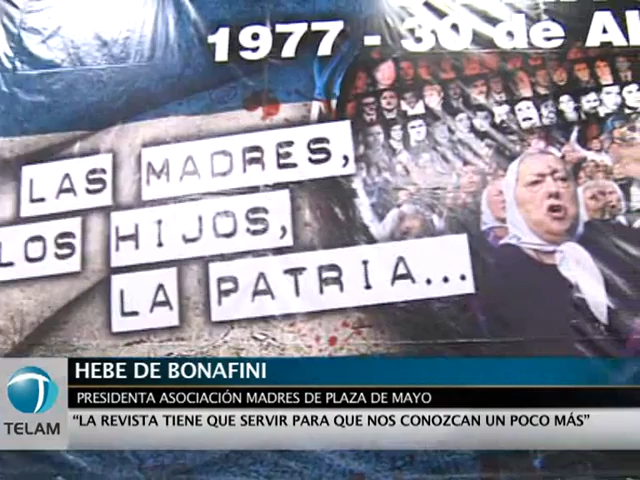 1977 - 30 de
LAS MADRES,
LOS HIJOS,
LA PATRIA...
HEBE DE BONAFINI
PRESIDENTA ASOCIACIÓN MADRES DE PLAZA DE MAYO
TELAM
“LA REVISTA TIENE QUE SERVIR PARA QUE NOS CONOZCAN UN POCO MÁS”